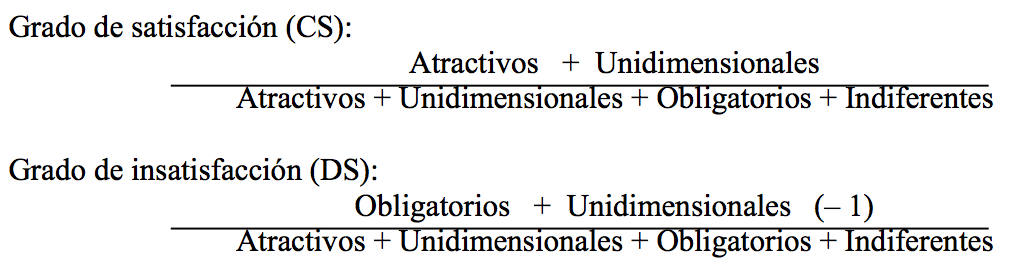 Grado de satisfacción (CS):
Atractivos + Unidimensionales
Atractivos + Unidimensionales + Obligatorios + Indiferentes
Grado de insatisfacción (DS):
Obligatorios + Unidimensionales (– 1)
Atractivos + Unidimensionales + Obligatorios + Indiferentes